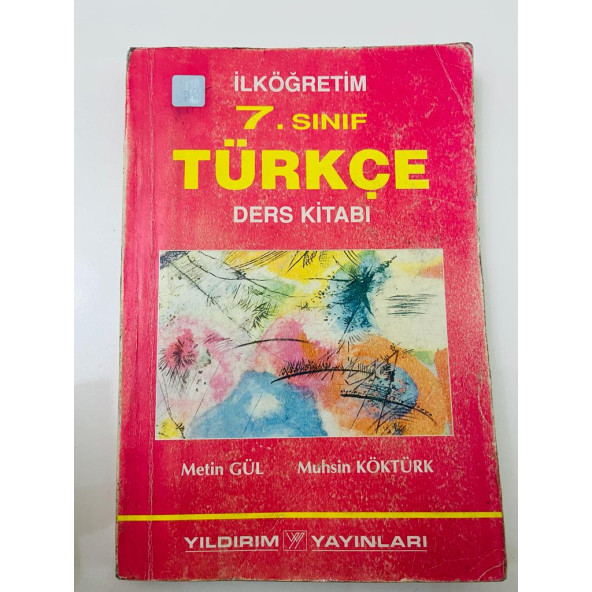 İLKÖĞRETİM
7. SINIF
TÜRKÇE
DERS KİTABI
Metin GÜL Muhsin KÖKTÜRK
YILDIRIM YAYINLARI